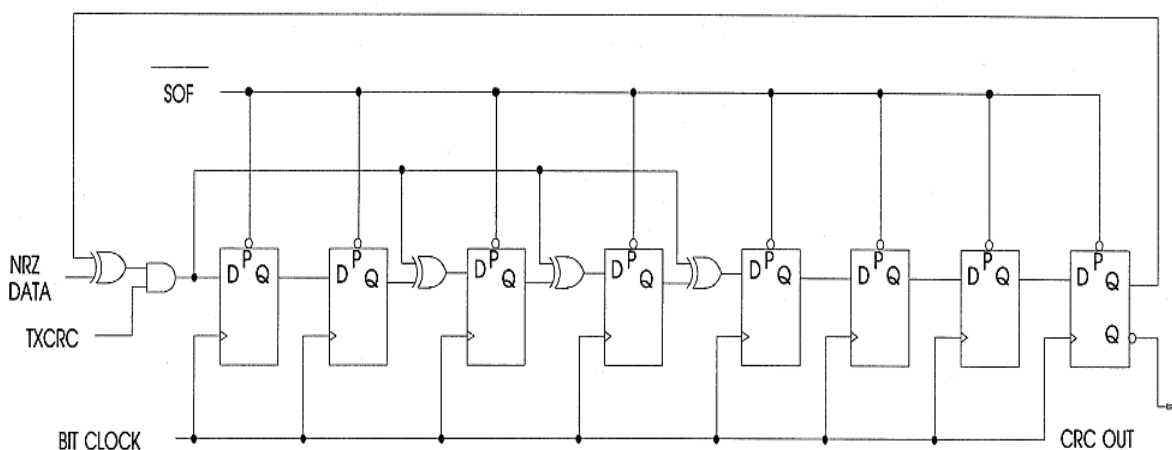 SOF
P P P P P P P P
D Q D Q D Q D Q D Q D Q D Q D Q
NRZ
DATA
TXCRC
Q
BIT CLOCK
CRC OUT